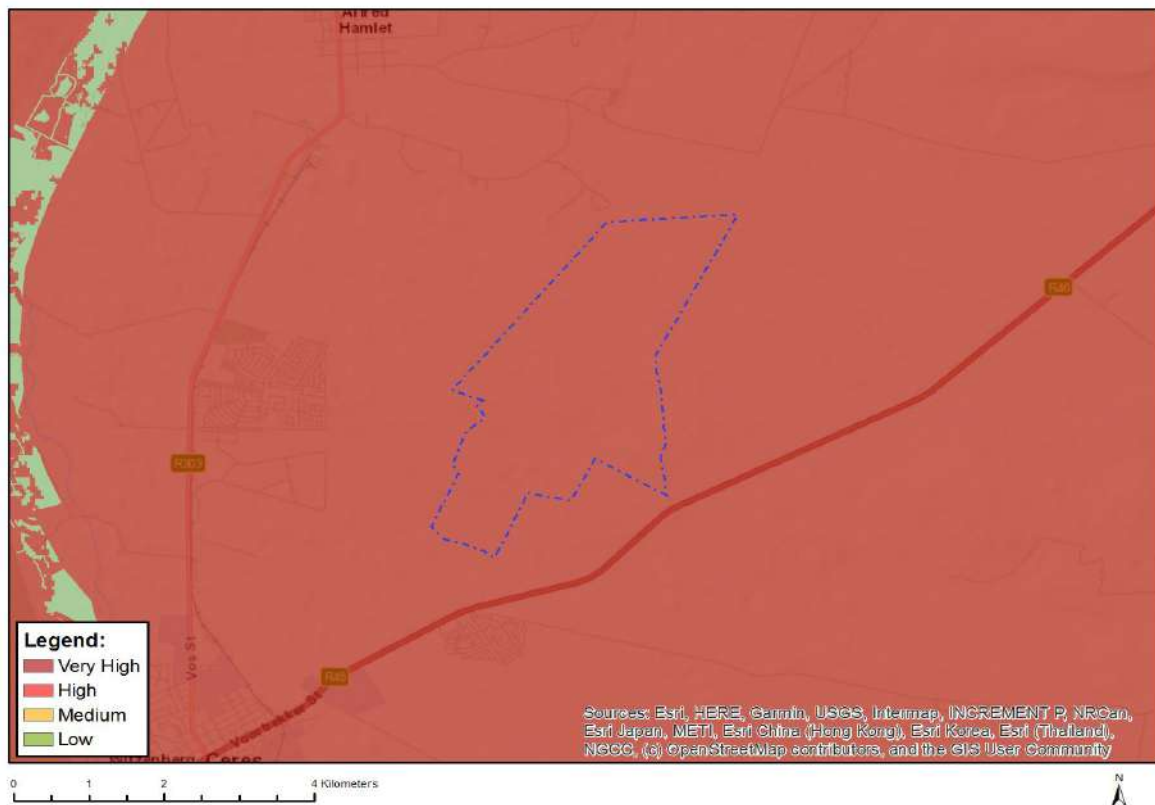 Alfred
Hamlet
R46
R303
R46
Vos St
Voortrekker St
Witzenberg
Ceres
Legend:
Very High
High
Medium
Low
Sources: Esri, HERE, Garmin, USGS, Intermap, INCREMENT P, NRCan,
Esri Japan, METI, Esri China (Hong Kong), Esri Korea, Esri (Thailand),
NGCC, (c) OpenStreetMap contributors, and the GIS User Community
0 1 2 4 Kilometers
N